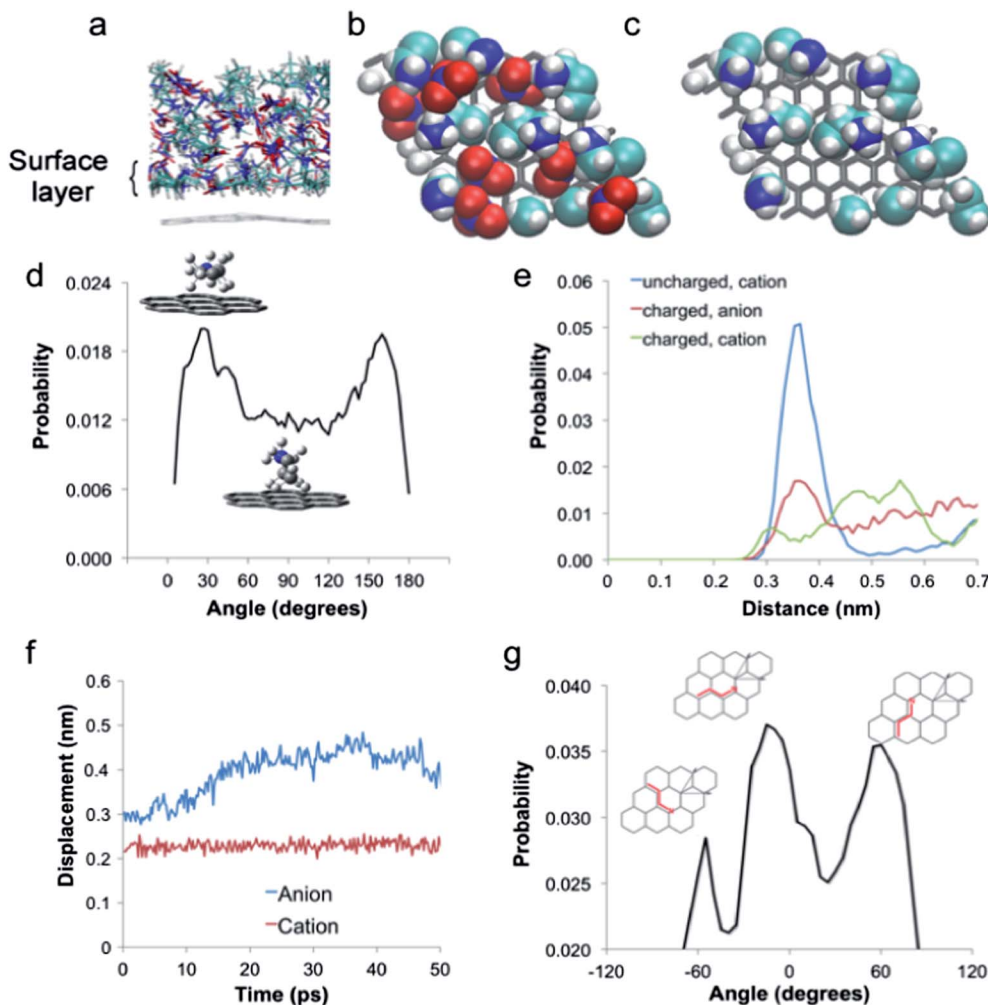 a
b
c
Surface
layer
d
Probability
0.024
0.018
0.012
0.006
0.000
0 30 60 90 120 150 180
Angle (degrees)
e
Probability
0.06
0.05
0.04
0.03
0.02
0.01
0.00
uncharged, cation
charged, anion
charged, cation
0 0.1 0.2 0.3 0.4 0.5 0.6 0.7
Distance (nm)
f
Displacement (nm)
0.6
0.5
0.4
0.3
0.2
0.1
0
Anion
Cation
0 10 20 30 40 50
Time (ps)
g
Probability
0.040
0.035
0.030
0.025
0.020
-120 -60 0 60 120
Angle (degrees)